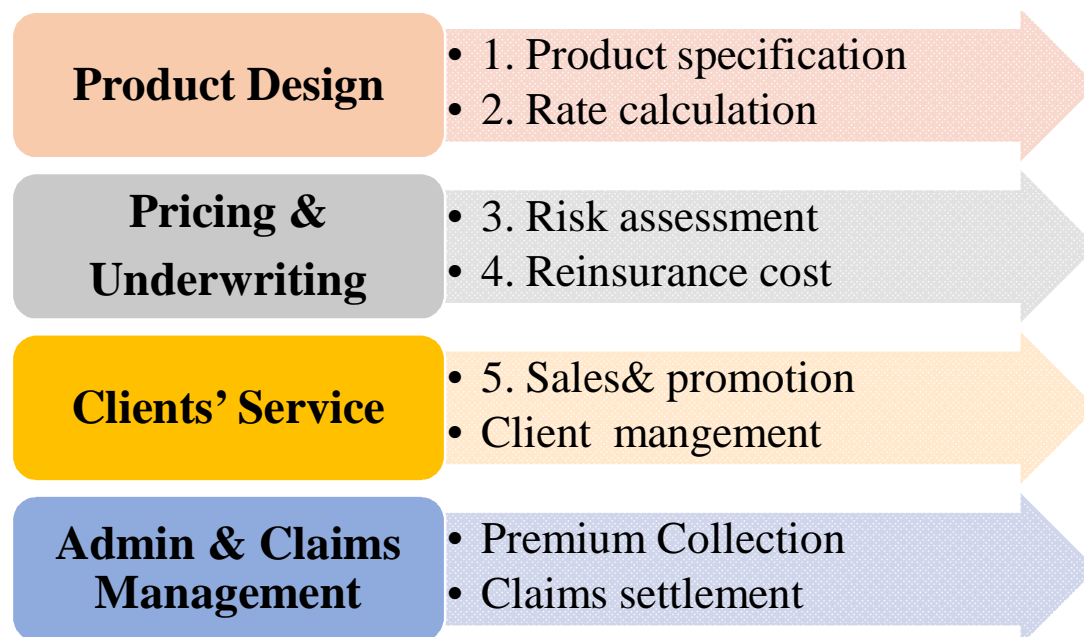 Product Design
• 1. Product specification
• 2. Rate calculation
Pricing &
Underwriting
• 3. Risk assessment
• 4. Reinsurance cost
Clients’ Service
• 5. Sales& promotion
• Client  mangement
Admin & Claims
Management
• Premium Collection
• Claims settlement